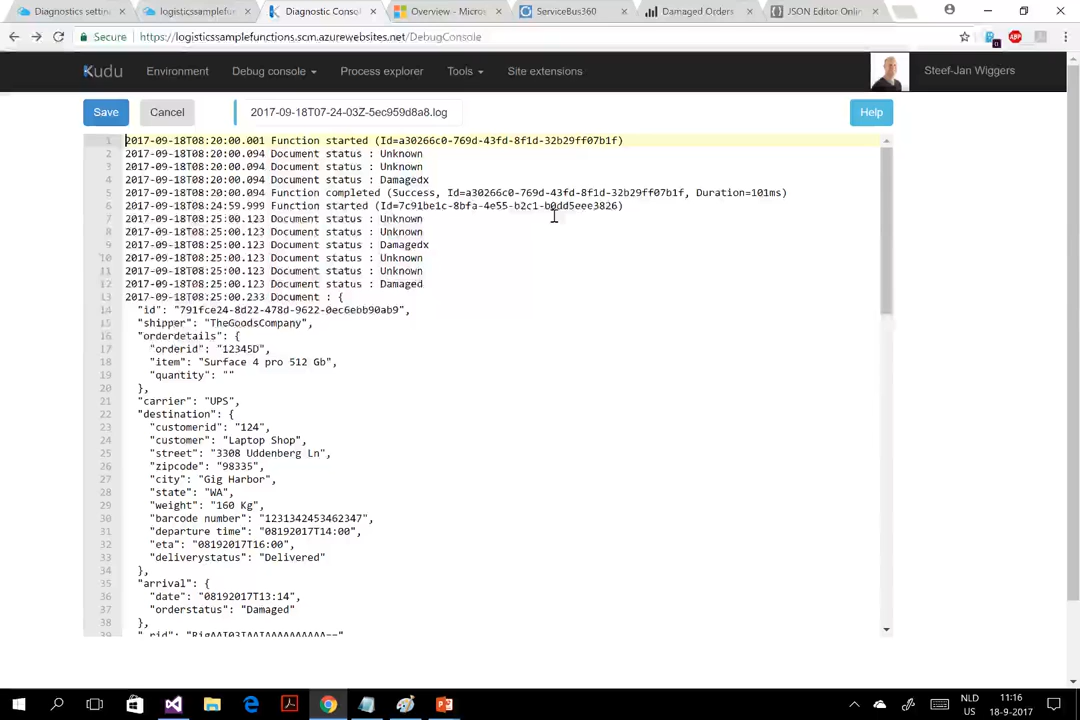 Diagnostics settin
logisticssamplefunc
Diagnostic Conso
Overview - Micros
ServiceBus360
Damaged Orders
JSON Editor Onlin
Secure
https://logisticssamplefunctions.scm.azurewebsites.net/DebugConsole
Kudu
Environment
Debug console
Process explorer
Tools
Site extensions
Steef-Jan Wiggers
Save
Cancel
2017-09-18T07-24-03Z-5ec959d8a8.log
Help
1 2017-09-18T08:20:00.001 Function started (Id=a30266c0-769d-43fd-8f1d-32b29ff07b1f)
2 2017-09-18T08:20:00.094 Document status : Unknown
3 2017-09-18T08:20:00.094 Document status : Unknown
4 2017-09-18T08:20:00.094 Document status : Damagedx
5 2017-09-18T08:20:00.094 Function completed (Success, Id=a30266c0-769d-43fd-8f1d-32b29ff07b1f, Duration=101ms)
6 2017-09-18T08:24:59.999 Function started (Id=7c91be1c-8bfa-4e55-b2c1-b0dd5eee3826)
7 2017-09-18T08:25:00.123 Document status : Unknown
8 2017-09-18T08:25:00.123 Document status : Unknown
9 2017-09-18T08:25:00.123 Document status : Damagedx
10 2017-09-18T08:25:00.123 Document status : Unknown
11 2017-09-18T08:25:00.123 Document status : Unknown
12 2017-09-18T08:25:00.123 Document status : Damaged
13 2017-09-18T08:25:00.233 Document : {
14 "id": "791fce24-8d22-478d-9622-0ec6ebb90ab9",
15 "shipper": "TheGoodsCompany",
16 "orderdetails": {
17 "orderid": "12345D",
18 "item": "Surface 4 pro 512 Gb",
19 "quantity": ""
20 },
21 "carrier": "UPS",
22 "destination": {
23 "customerid": "124",
24 "customer": "Laptop Shop",
25 "street": "3308 Uddenberg Ln",
26 "zipcode": "98335",
27 "city": "Gig Harbor",
28 "state": "WA",
29 "weight": "160 Kg",
30 "barcode number": "1231342453462347",
31 "departure time": "08192017T14:00",
32 "eta": "08192017T16:00",
33 "deliverystatus": "Delivered"
34 },
35 "arrival": {
36 "date": "08192017T13:14",
37 "orderstatus": "Damaged"
38 },
39 "_rid":
NLD
US
11:16
18-9-2017